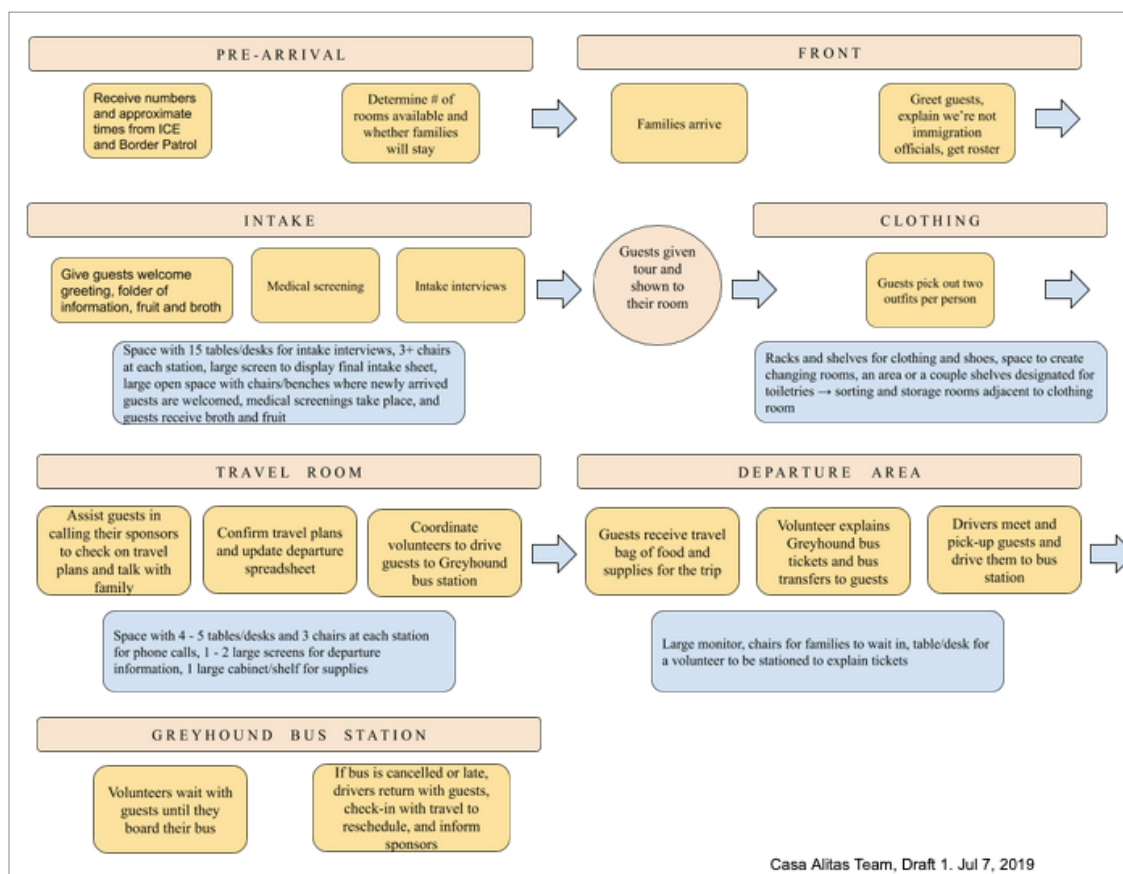 PRE-ARRIVAL
FRONT
Receive numbers
and approximate
times from ICE
and Border Patrol
Determine # of
rooms available and
whether families
will stay
Families arrive
Greet guests,
explain we're not
immigration
officials, get roster
INTAKE
CLOTHING
Give guests welcome
greeting, folder of
information, fruit and broth
Medical screening
Intake interviews
Guests given
tour and
shown to
their room
Guests pick out two
outfits per person
Space with 15 tables/desks for intake interviews, 3+ chairs
at each station, large screen to display final intake sheet,
large open space with chairs/benches where newly arrived
guests are welcomed, medical screenings take place, and
guests receive broth and fruit
Racks and shelves for clothing and shoes, space to create
changing rooms, an area or a couple shelves designated for
toiletries → sorting and storage rooms adjacent to clothing
room
TRAVEL ROOM
DEPARTURE AREA
Assist guests in
calling their sponsors
to check on travel
plans and talk with
family
Confirm travel plans
and update departure
spreadsheet
Coordinate
volunteers to drive
guests to Greyhound
bus station
Guests receive travel
bag of food and
supplies for the trip
Volunteer explains
Greyhound bus
tickets and bus
transfers to guests
Drivers meet and
pick-up guests and
drive them to bus
station
Space with 4 - 5 tables/desks and 3 chairs at each station
for phone calls, 1 - 2 large screens for departure
information, 1 large cabinet/shelf for supplies
Large monitor, chairs for families to wait in, table/desk for
a volunteer to be stationed to explain tickets
GREYHOUND BUS STATION
Volunteers wait with
guests until they
board their bus
If bus is cancelled or late,
drivers return with guests,
check-in with travel to
reschedule, and inform
sponsors
Casa Alitas Team, Draft 1. Jul 7, 2019